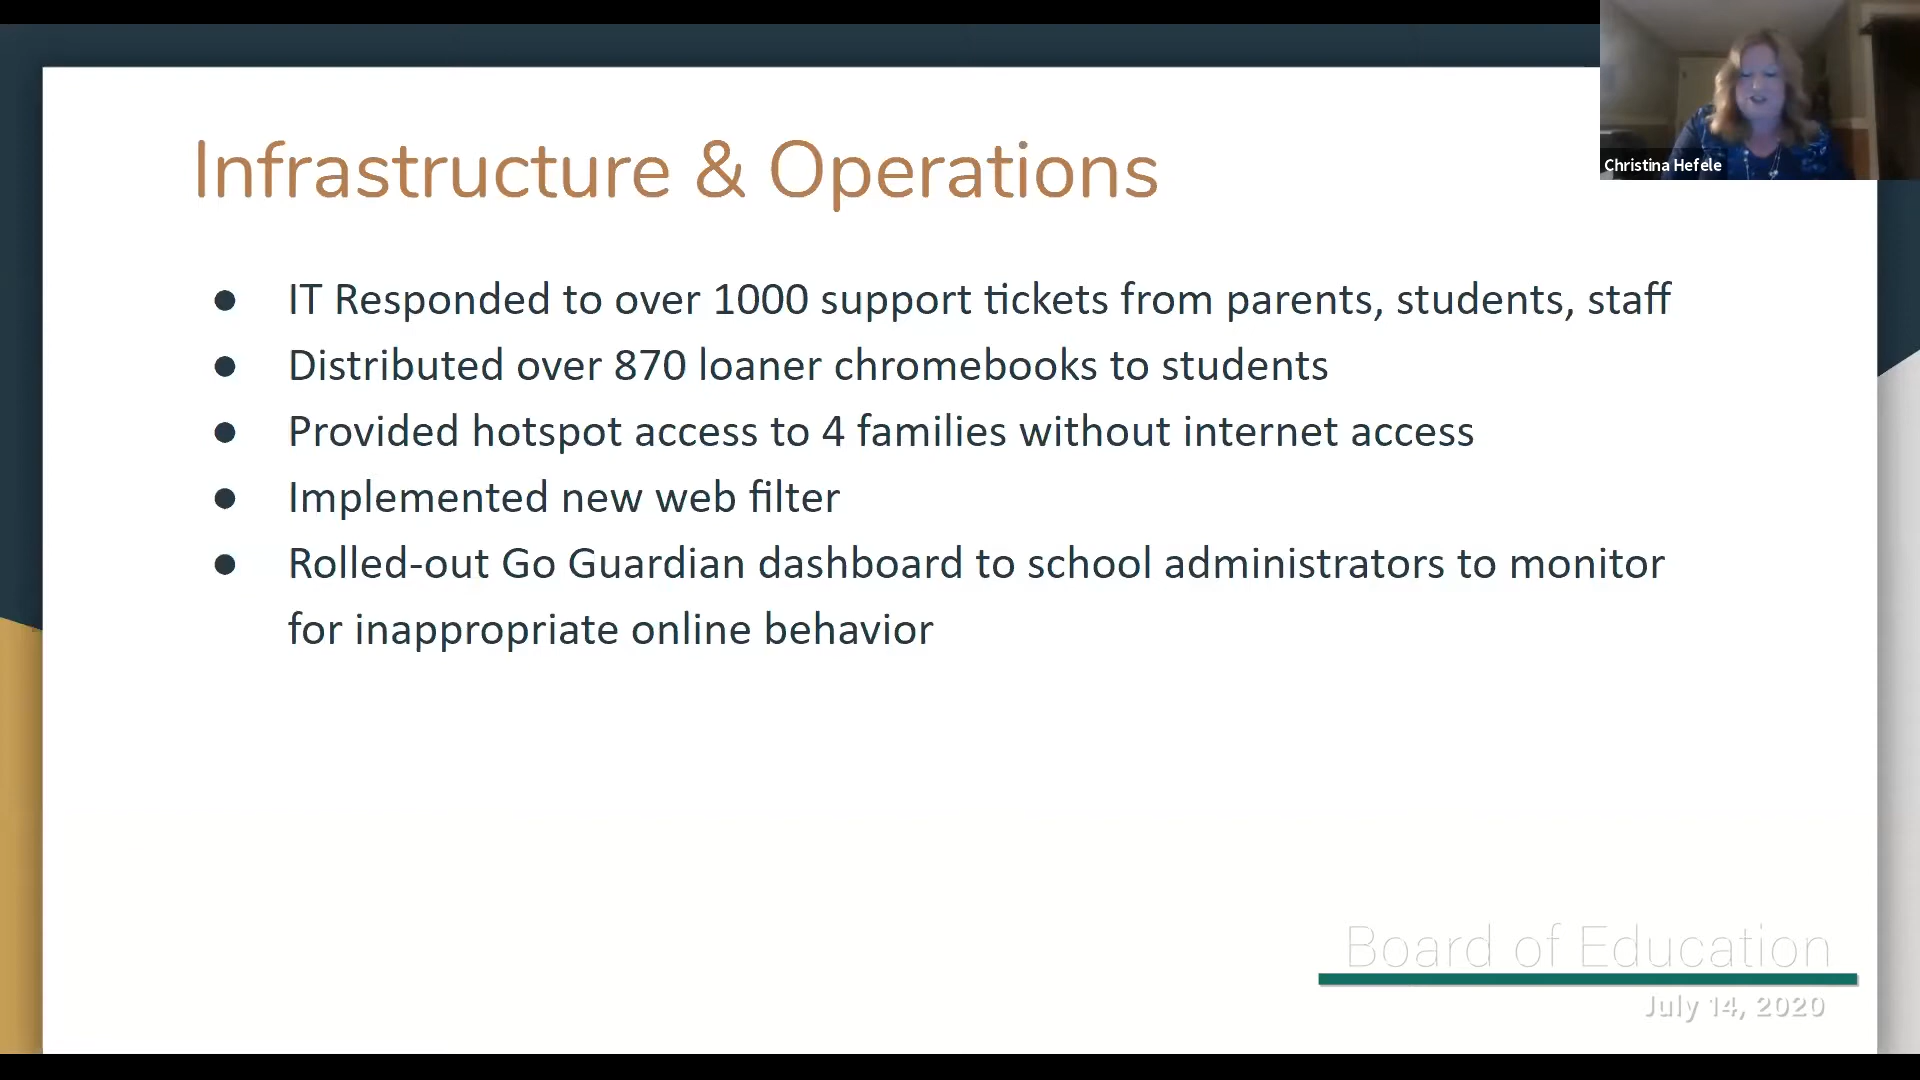 Christina Hefele
Infrastructure & Operations
● IT Responded to over 1000 support tickets from parents, students, staff
● Distributed over 870 loaner chromebooks to students
● Provided hotspot access to 4 families without internet access
● Implemented new web filter
● Rolled-out Go Guardian dashboard to school administrators to monitor
for inappropriate online behavior
Board of Education
July 14, 2020